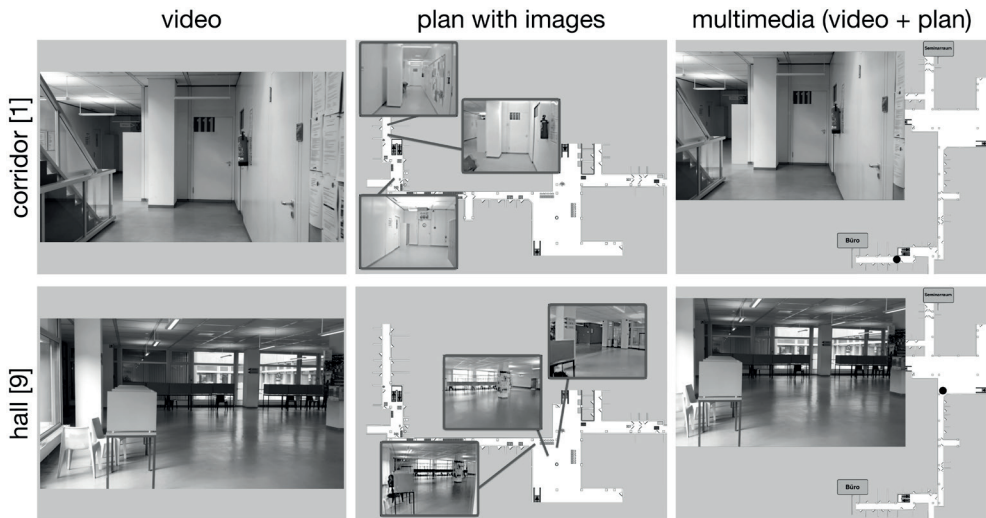 video
plan with images
multimedia (video + plan)
corridor [1]
Seminarraum
Büro
hall [9]
Seminarraum
Büro